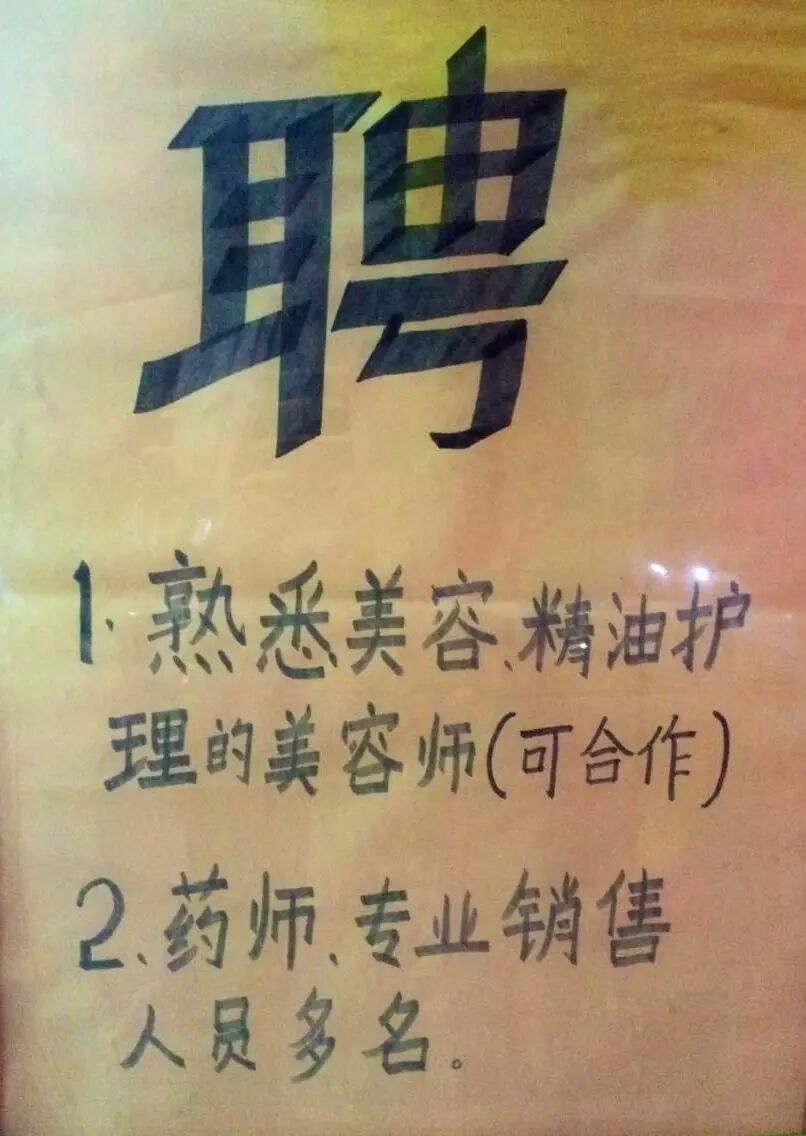 聘
1.熟悉美容、精油护
理的美容师(可合作)
2、药师、专业销售
人员多名。